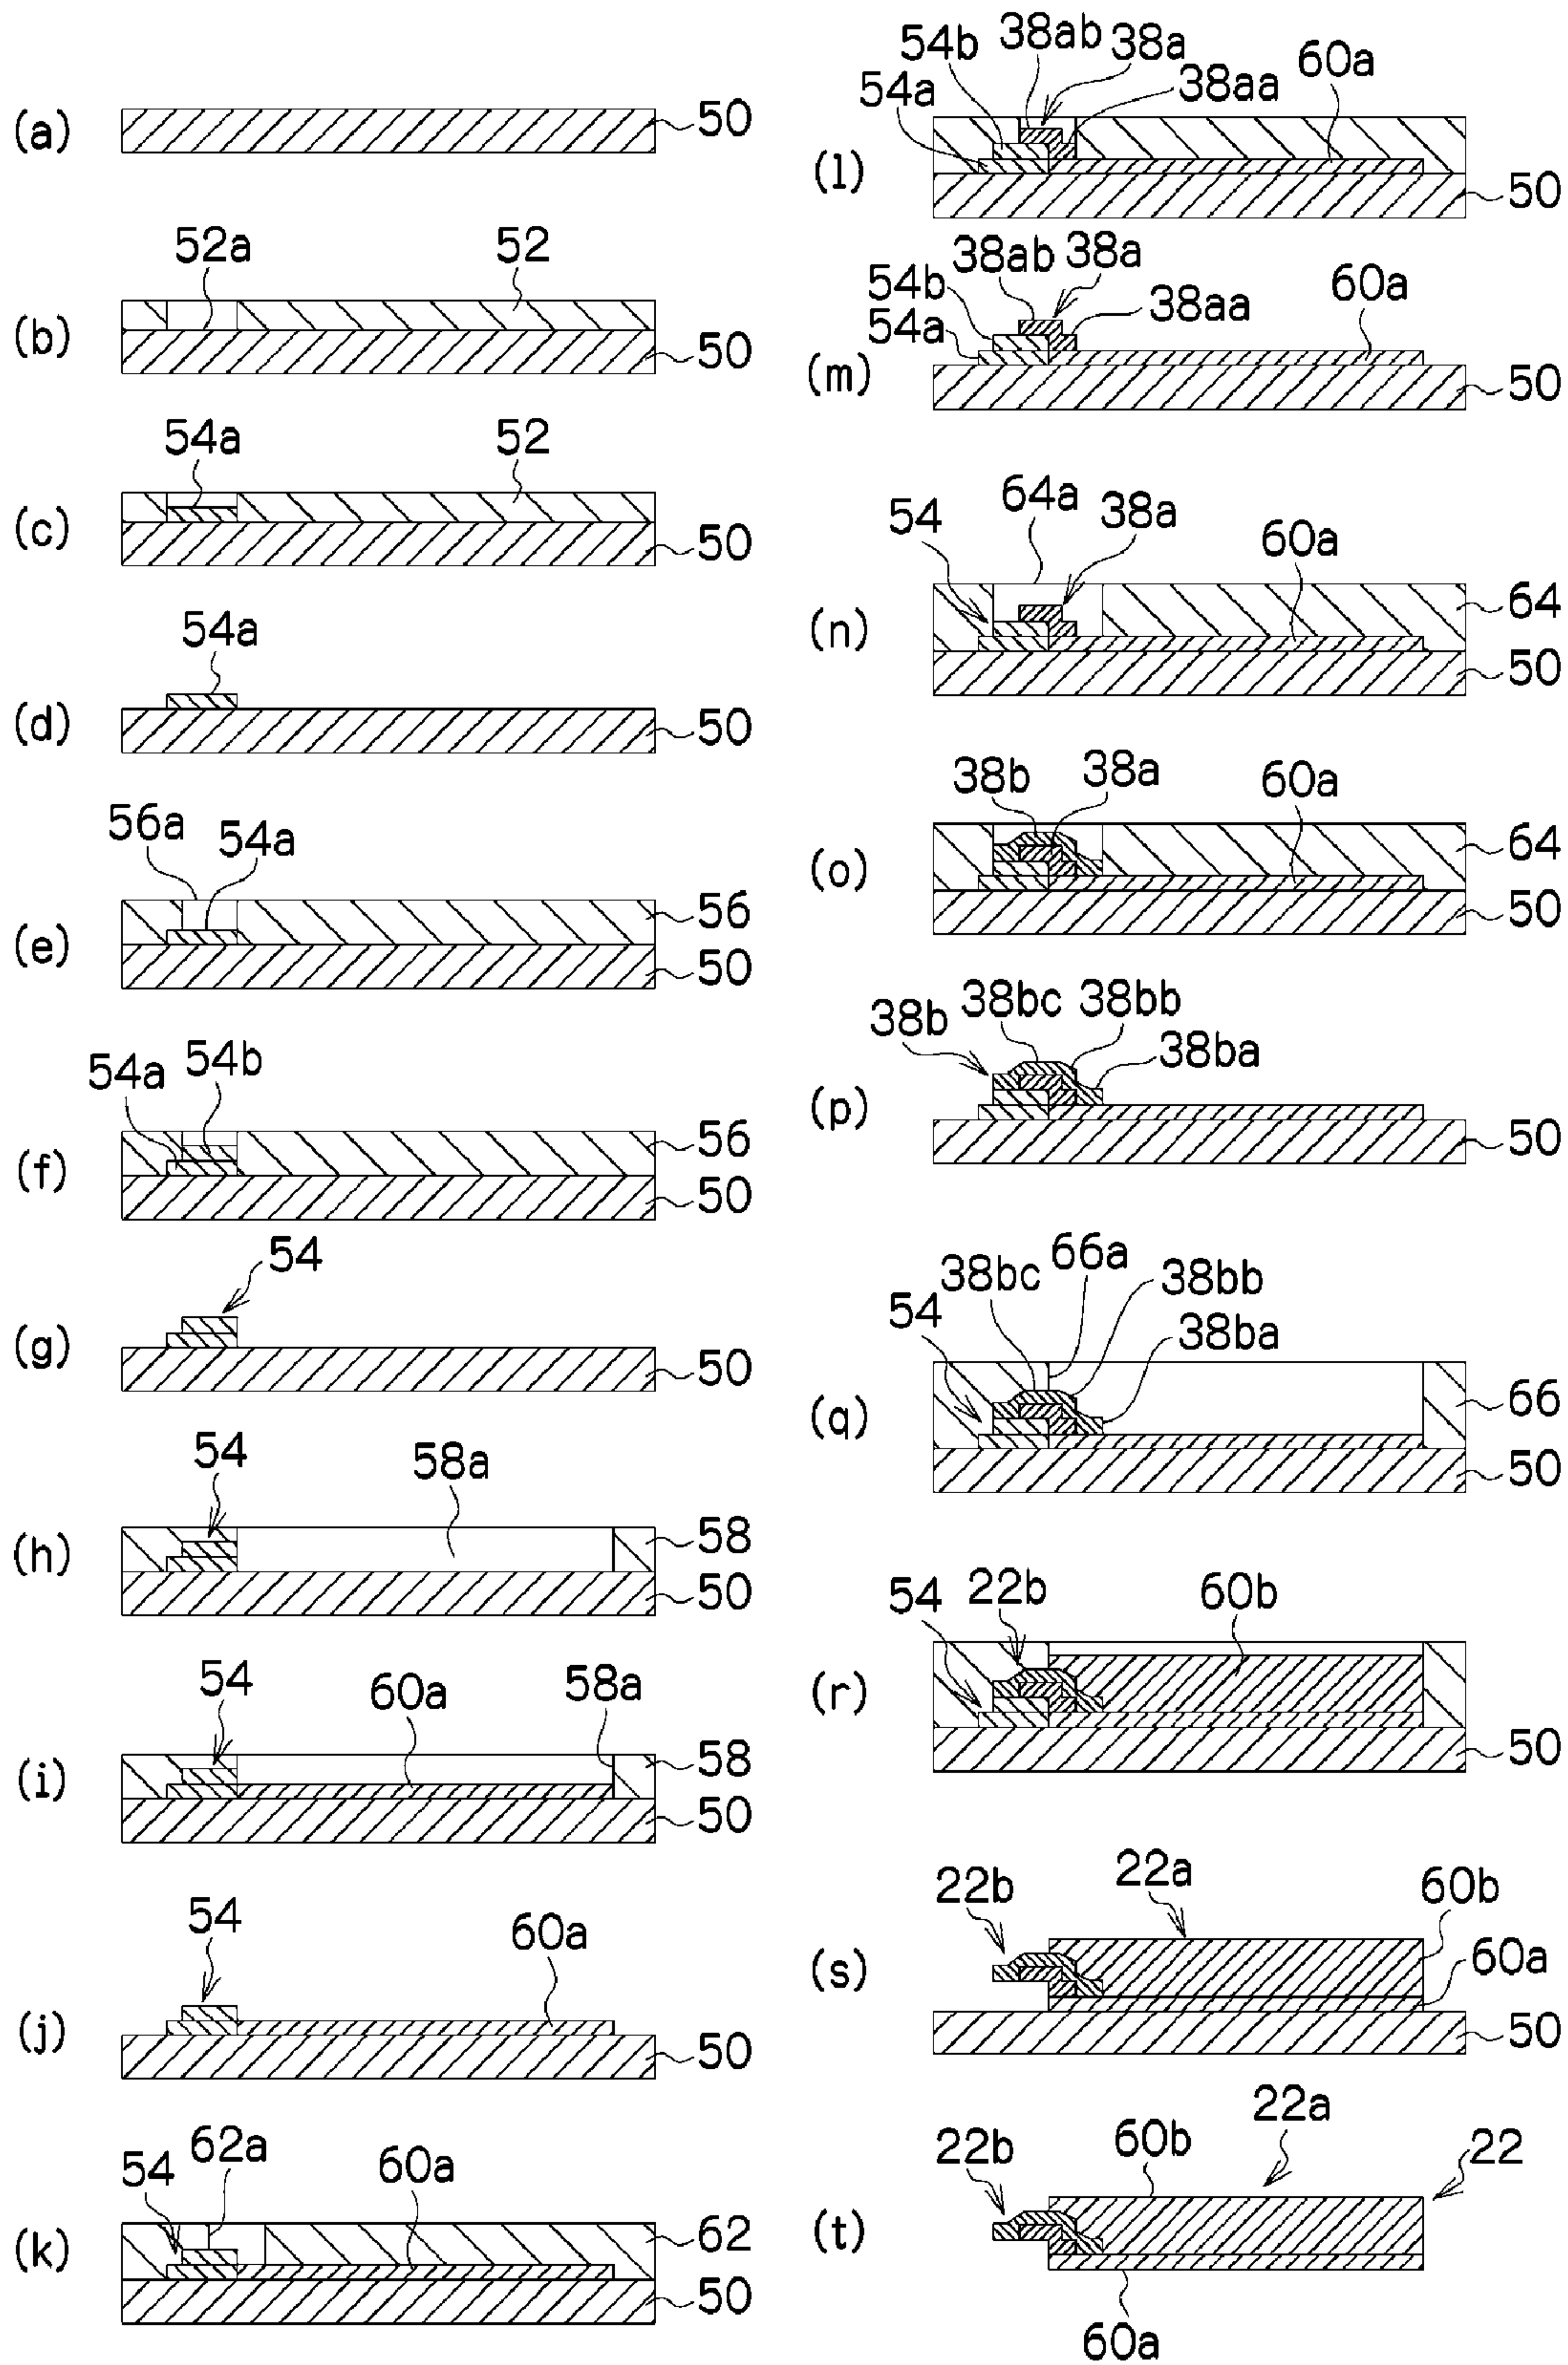 (a) 50
52a 52
(b) 50
54a 52
(c) 50
54a
(d) 50
56a 54a
56
(e) 50
54a 54b
56
(f) 50
54
(g) 50
54 58a
58
(h) 50
54 60a 58a
58
(i) 50
54 60a
(j) 50
54 62a 60a
62
(k) 50
54a 54b 38ab 38a 38aa 60a
(l) 50
54a 54b 38ab 38a 38aa 60a
(m) 50
54 64a 38a 60a
64
(n) 50
38b 38a 60a
64
(o) 50
38b 38bc 38bb 38ba
(p) 50
54 38bc 66a 38bb 38ba
66
(q) 50
54 22b 60b
(r) 50
22b 22a 60b
60a
(s) 50
22b 60b 22a 22
(t)
60a